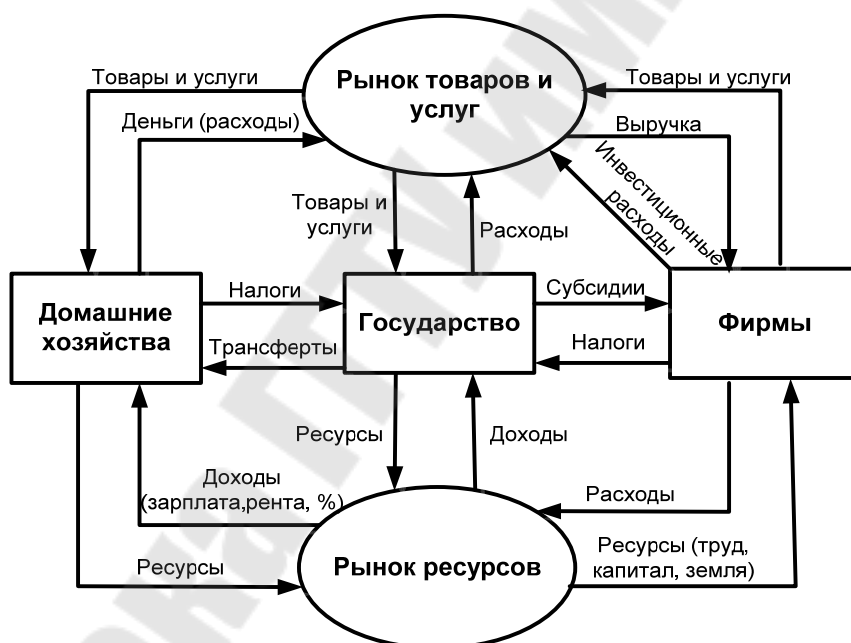 Рынок товаров и
услуг
Товары и услуги
Товары и услуги
Деньги (расходы)
Выручка
Инвестиционные
расходы
Товары и
услуги
Расходы
Домашние
хозяйства
Налоги
Государство
Субсидии
Фирмы
Трансферты
Налоги
Ресурсы
Доходы
Доходы
(зарплата,рента, %)
Расходы
Ресурсы
Рынок ресурсов
Ресурсы (труд,
капитал, земля)